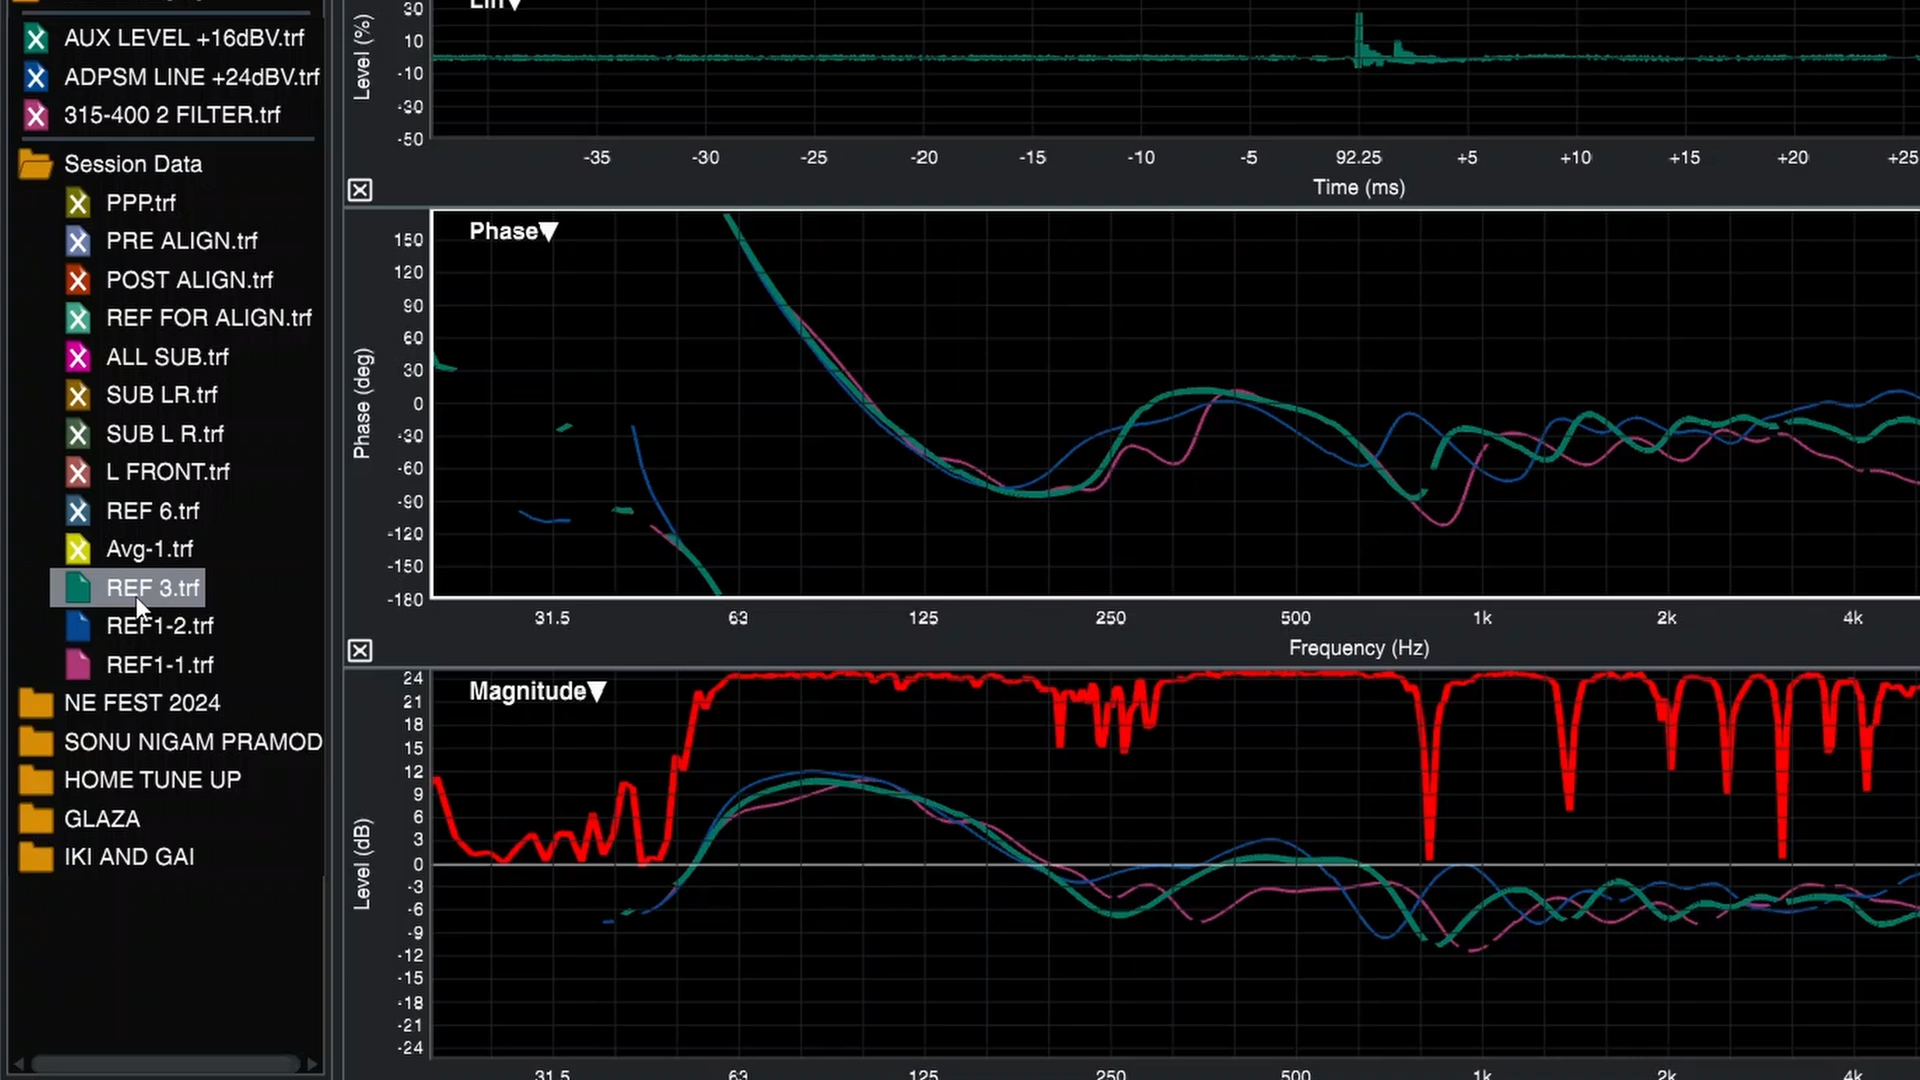 AUX LEVEL +16dBV.trf
ADPSM LINE +24dBV.trf
315-400 2 FILTER.trf
Session Data
PPP.trf
PRE ALIGN.trf
POST ALIGN.trf
REF FOR ALIGN.trf
ALL SUB.trf
SUB LR.trf
SUB L R.trf
L FRONT.trf
REF 6.trf
Avg-1.trf
REF 3.trf
REF1-2.trf
REF1-1.trf
NE FEST 2024
SONU NIGAM PRAMOD
HOME TUNE UP
GLAZA
IKI AND GAI
Lin
Level (%)
30
10
-10
-30
-50
-35 -30 -25 -20 -15 -10 -5 92.25 +5 +10 +15 +20 +25
Time (ms)
Phase
Phase (deg)
150
120
90
60
30
0
-30
-60
-90
-120
-150
-180
31.5 63 125 250 500 1k 2k 4k
Frequency (Hz)
Magnitude
Level (dB)
24
21
18
15
12
9
6
3
0
-3
-6
-9
-12
-15
-18
-21
-24
31.5 63 125 250 500 1k 2k 4k